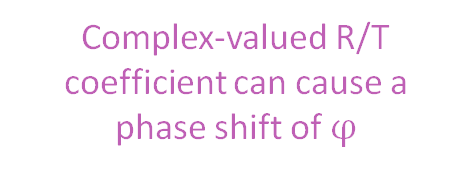 Complex-valued R/T
coefficient can cause a
phase shift of φ